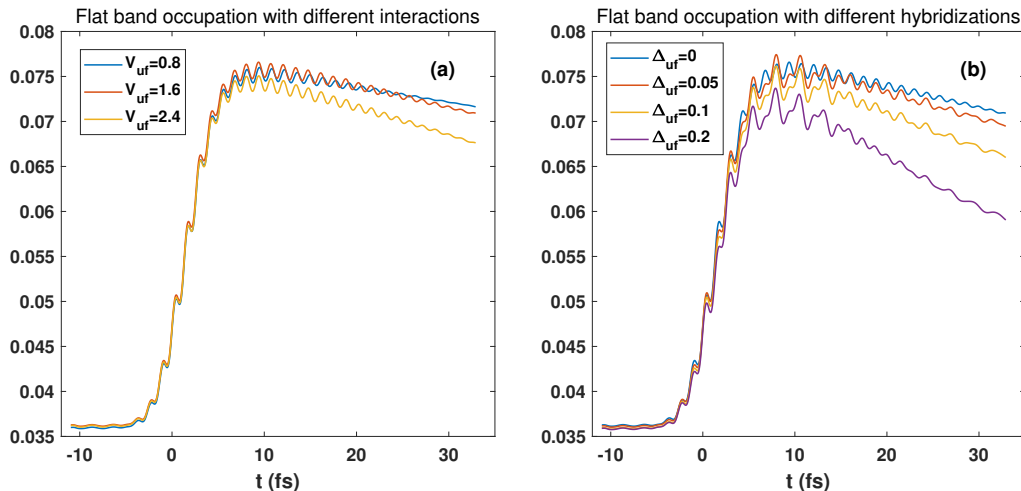 Flat band occupation with different interactions
0.08
0.075
0.07
0.065
0.06
0.055
0.05
0.045
0.04
0.035
-10
0
10
20
30
t (fs)
V_uf=0.8
V_uf=1.6
V_uf=2.4
(a)
Flat band occupation with different hybridizations
0.08
0.075
0.07
0.065
0.06
0.055
0.05
0.045
0.04
0.035
-10
0
10
20
30
t (fs)
Δ_uf=0
Δ_uf=0.05
Δ_uf=0.1
Δ_uf=0.2
(b)